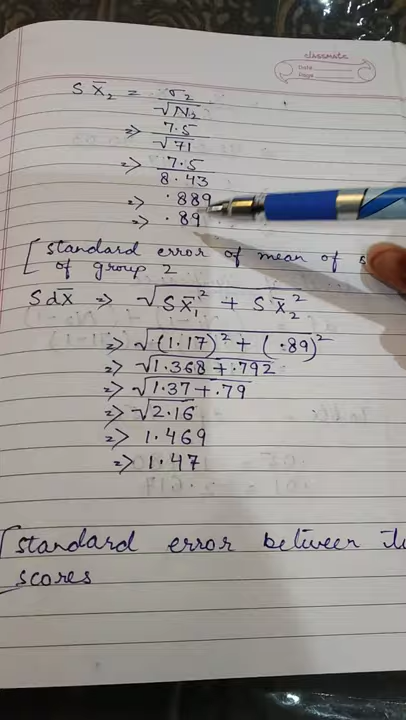 classmate
Date
Page
S X̄₂ = σ₂/√N₂
=> 7.5/√71
=> 7.5/8.43
=> .889
=> .89
[standard error of mean of s
of group 2
Sdx̄ => √SX̄₁² + SX̄₂²
=> √(1.17)² + (.89)²
=> √1.368 + .792
=> √1.37 + .79
=> √2.16
=> 1.469
=> 1.47
[standard error between
scores